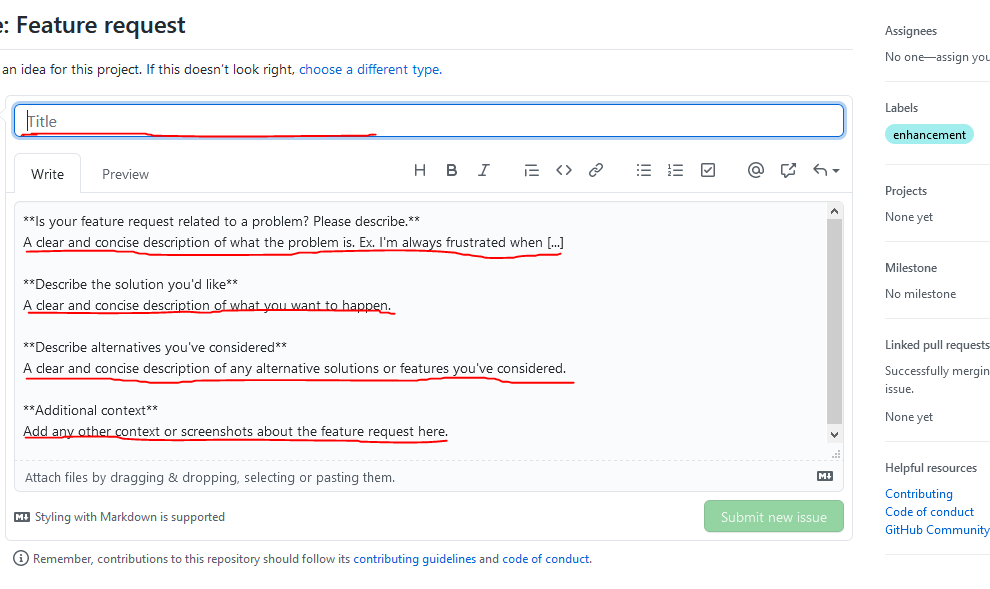 e: Feature request
an idea for this project. If this doesn't look right, choose a different type.
Title
Write
Preview
**Is your feature request related to a problem? Please describe.**
A clear and concise description of what the problem is. Ex. I'm always frustrated when [...]
**Describe the solution you'd like**
A clear and concise description of what you want to happen.
**Describe alternatives you've considered**
A clear and concise description of any alternative solutions or features you've considered.
**Additional context**
Add any other context or screenshots about the feature request here.
Attach files by dragging & dropping, selecting or pasting them.
Styling with Markdown is supported
Submit new issue
Remember, contributions to this repository should follow its contributing guidelines and code of conduct.
Assignees
No one—assign you
Labels
enhancement
Projects
None yet
Milestone
No milestone
Linked pull requests
Successfully mergin
issue.
None yet
Helpful resources
Contributing
Code of conduct
GitHub Community